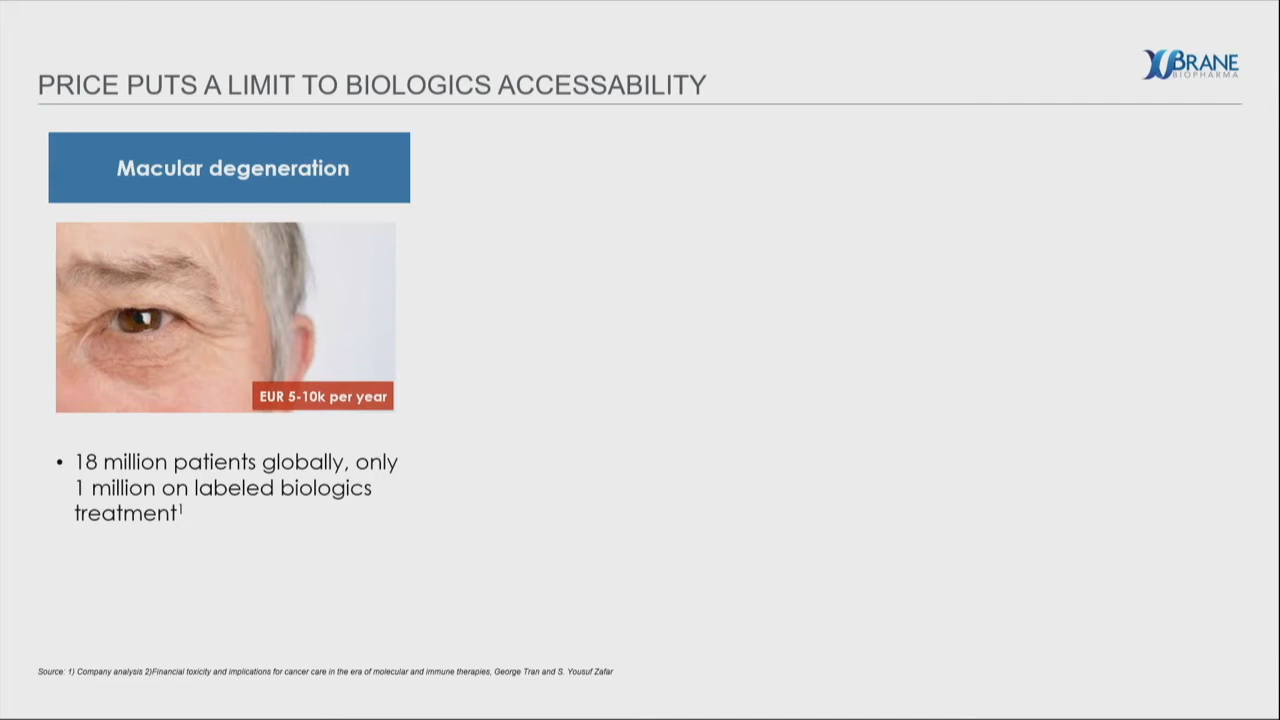 XBRANE
BIOPHARMA
PRICE PUTS A LIMIT TO BIOLOGICS ACCESSABILITY
Macular degeneration
EUR 5-10k per year
• 18 million patients globally, only
1 million on labeled biologics
treatment¹
Source: 1) Company analysis 2)Financial toxicity and implications for cancer care in the era of molecular and immune therapies, George Tran and S. Yousuf Zafar